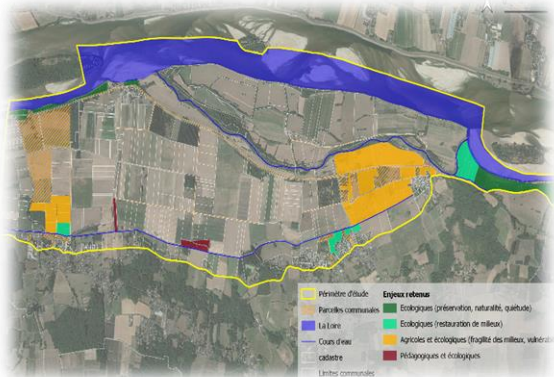 Périmètre d'étude
Parcelles communales
La Loire
Cours d'eau
cadastre
Limites communales
Enjeux retenus
Ecologiques (préservation, naturalité, quiétude)
Ecologiques (restauration de milieux)
Agricoles et écologiques (fragilité des milieux,
Pédagogiques et écologiques